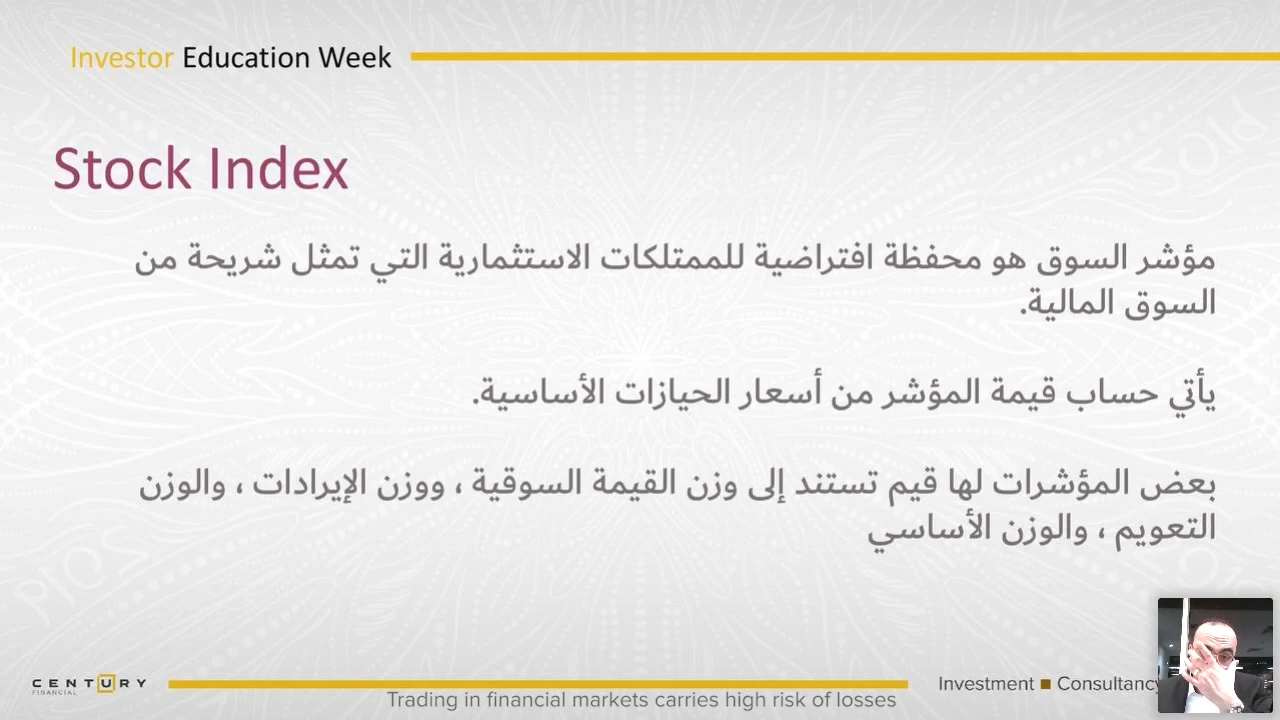 Investor Education Week
Stock Index
مؤشر السوق هو محفظة افتراضية للممتلكات الاستثمارية التي تمثل شريحة من
السوق المالية.
يأتي حساب قيمة المؤشر من أسعار الحيازات الأساسية.
بعض المؤشرات لها قيم تستند إلى وزن القيمة السوقية ، ووزن الإيرادات ، والوزن
التعويم ، والوزن الأساسي
CENTURY
FINANCIAL
Trading in financial markets carries high risk of losses
Investment ■ Consultancy